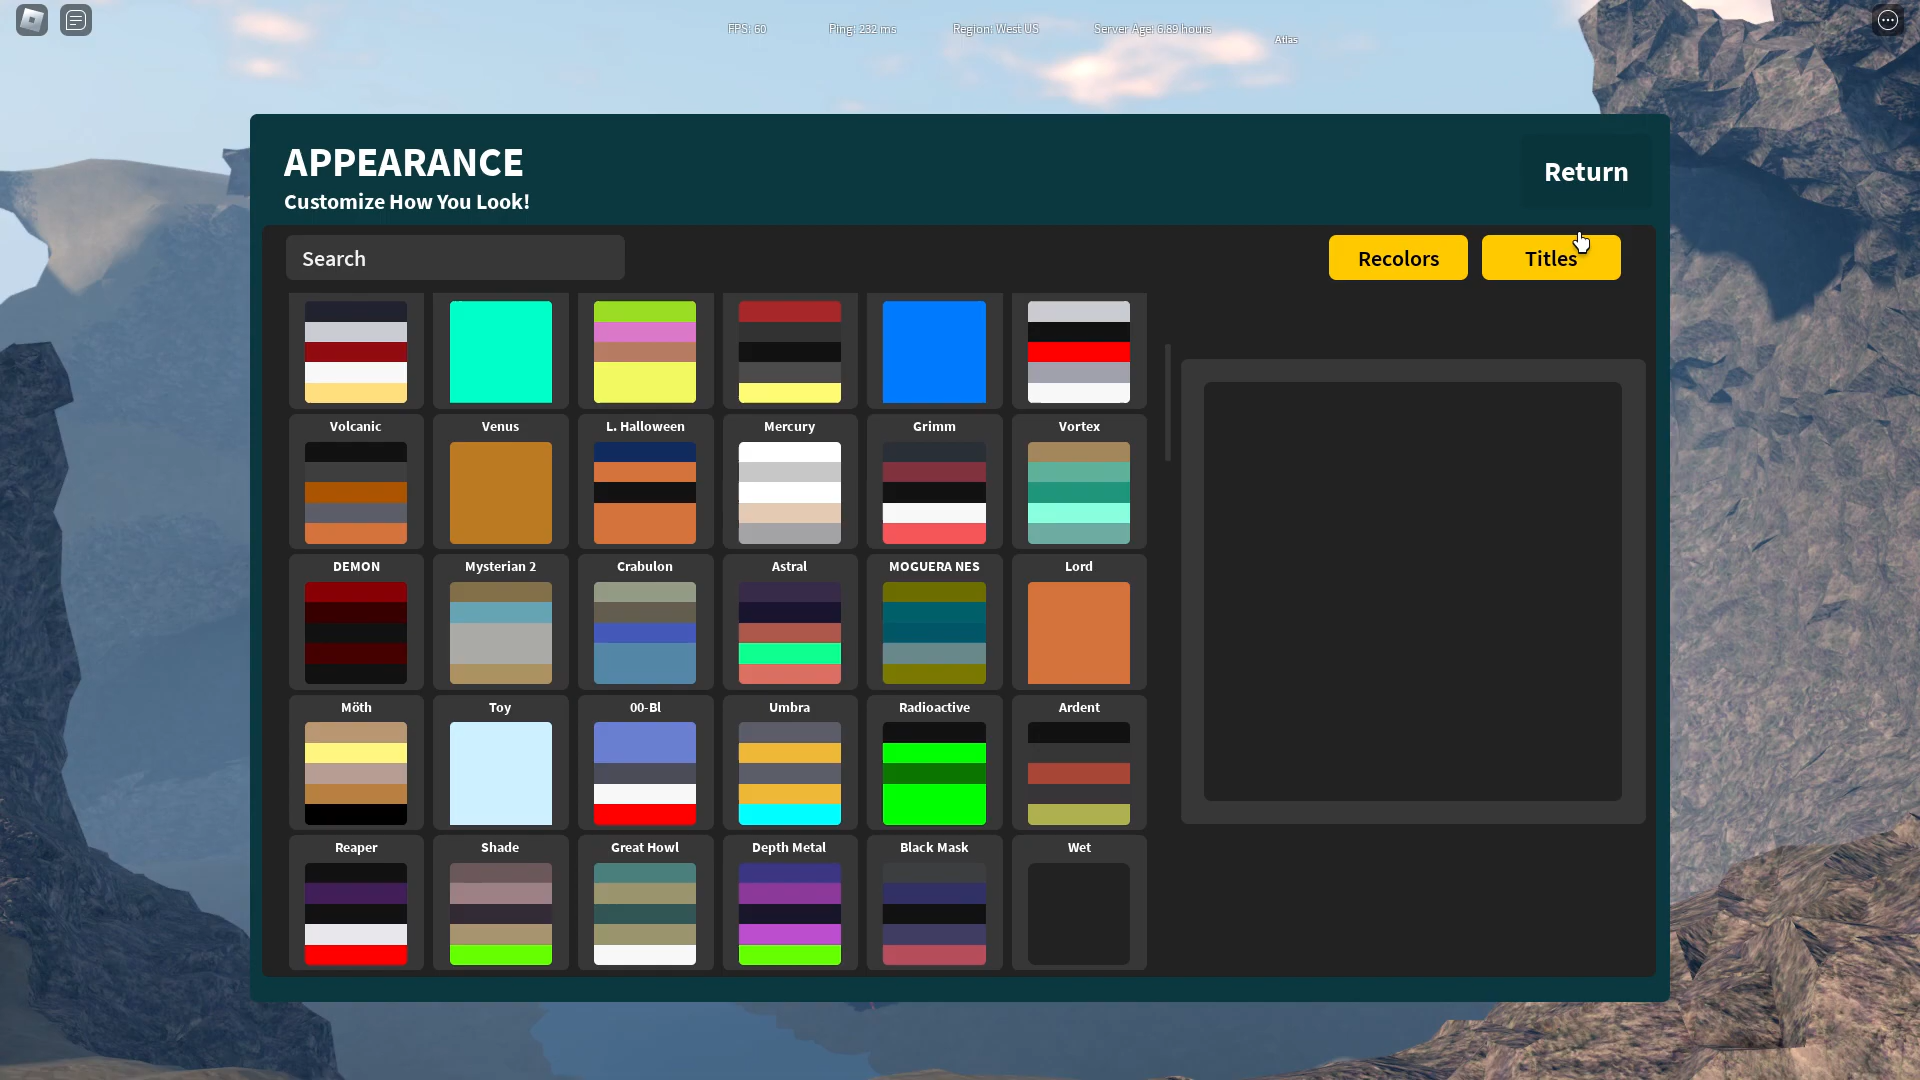 FPS: 60 Ping: 232 ms Region: West US Server Age: 6.89 hours
Atlas
APPEARANCE
Return
Customize How You Look!
Search Recolors Titles
Volcanic Venus L. Halloween Mercury Grimm Vortex
DEMON Mysterian 2 Crabulon Astral MOGUERA NES Lord
Möth Toy 00-Bl Umbra Radioactive Ardent
Reaper Shade Great Howl Depth Metal Black Mask Wet